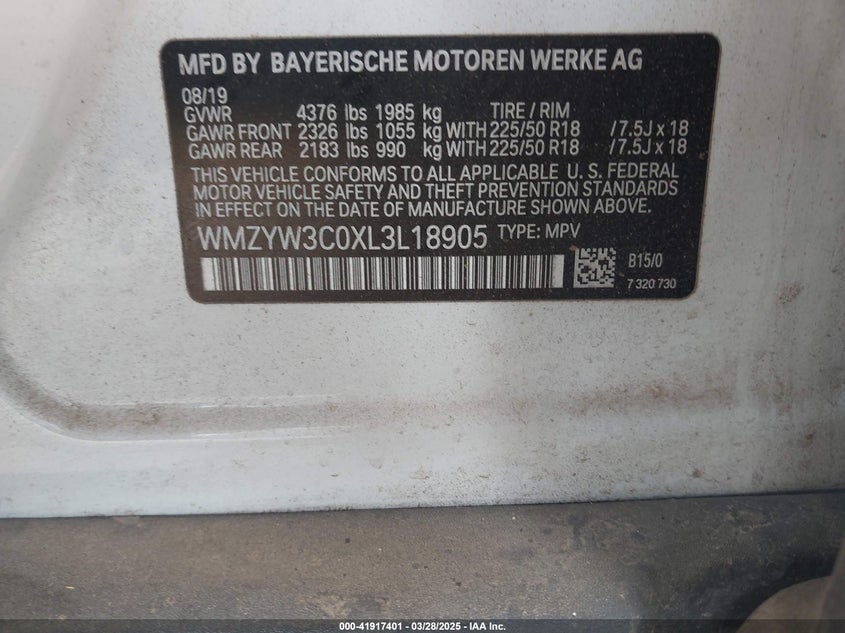 MFD BY BAYERISCHE MOTOREN WERKE AG
08/19
GVWR 4376 lbs 1985 kg TIRE / RIM
GAWR FRONT 2326 lbs 1055 kg WITH 225/50 R18 /7.5J x 18
GAWR REAR 2183 lbs 990 kg WITH 225/50 R18 /7.5J x 18
THIS VEHICLE CONFORMS TO ALL APPLICABLE U. S. FEDERAL
MOTOR VEHICLE SAFETY AND THEFT PREVENTION STANDARDS
IN EFFECT ON THE DATE OF MANUFACTURE SHOWN ABOVE.
WMZYW3C0XL3L18905 TYPE: MPV
B15/0
7 320 730
000-41917401 | 03/28/2025 - IAA Inc.